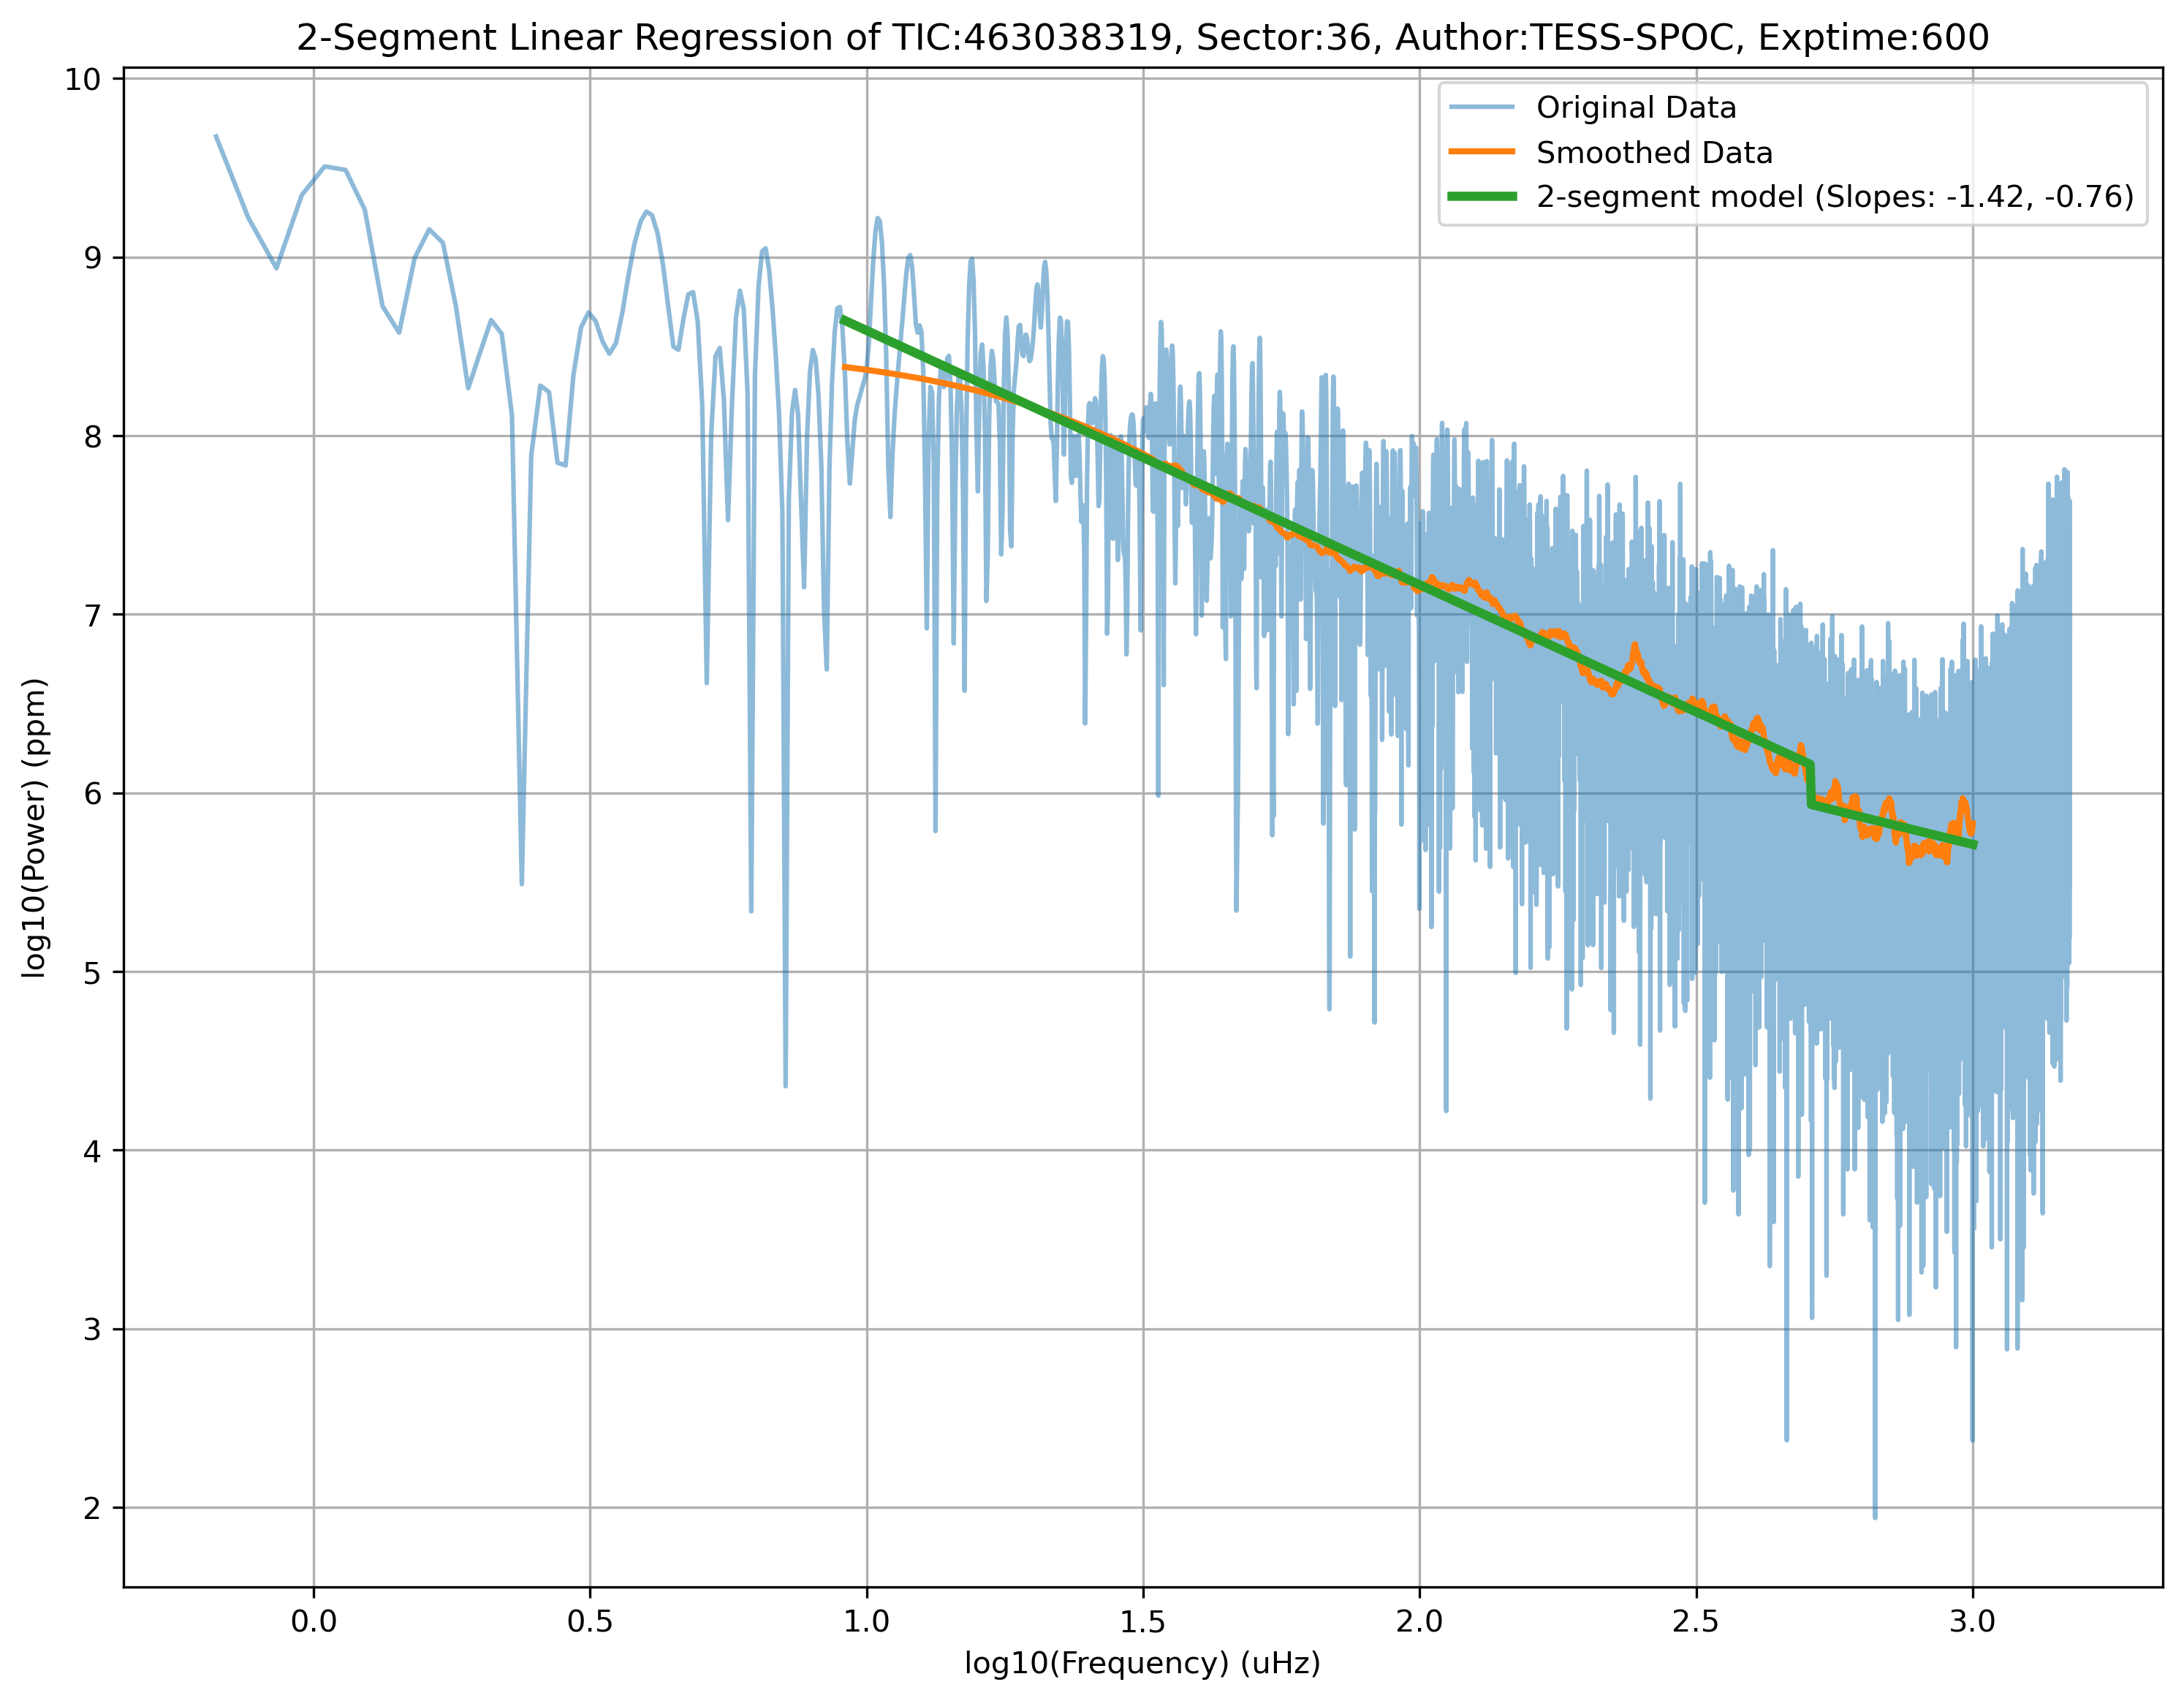 2-Segment Linear Regression of TIC:463038319, Sector:36, Author:TESS-SPOC, Exptime:600
Original Data
Smoothed Data
2-segment model (Slopes: -1.42, -0.76)
log10(Power) (ppm)
10
9
8
7
6
5
4
3
2
0.0 0.5 1.0 1.5 2.0 2.5 3.0
log10(Frequency) (uHz)